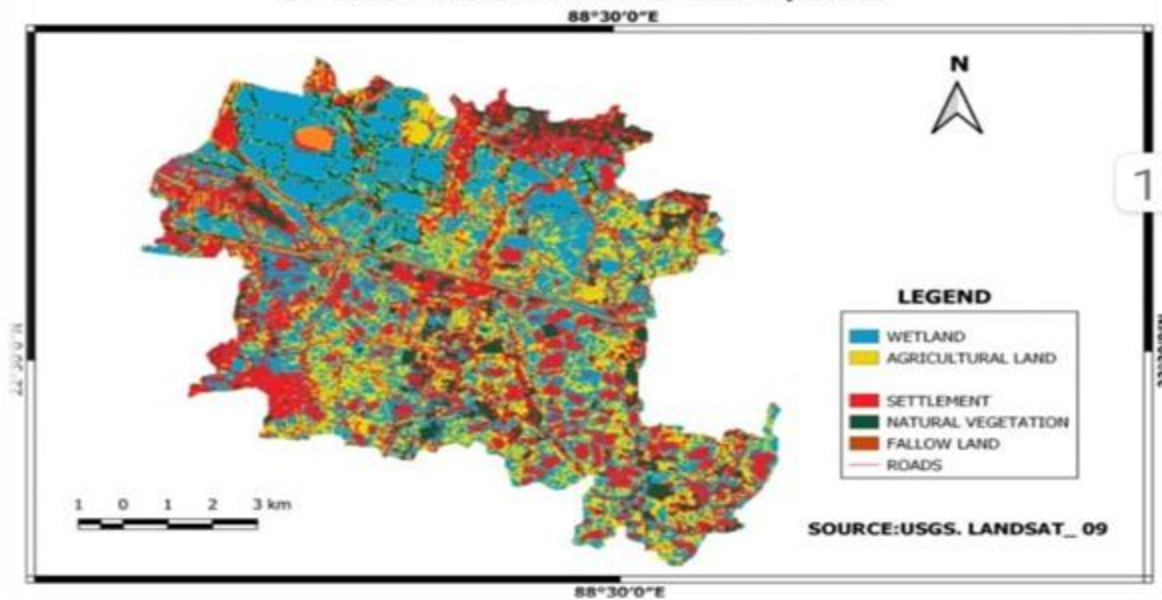 88°30′0″E
N
1
LEGEND
WETLAND
AGRICULTURAL LAND
SETTLEMENT
NATURAL VEGETATION
FALLOW LAND
ROADS
1 0 1 2 3 km
SOURCE:USGS. LANDSAT_ 09
88°30′0″E